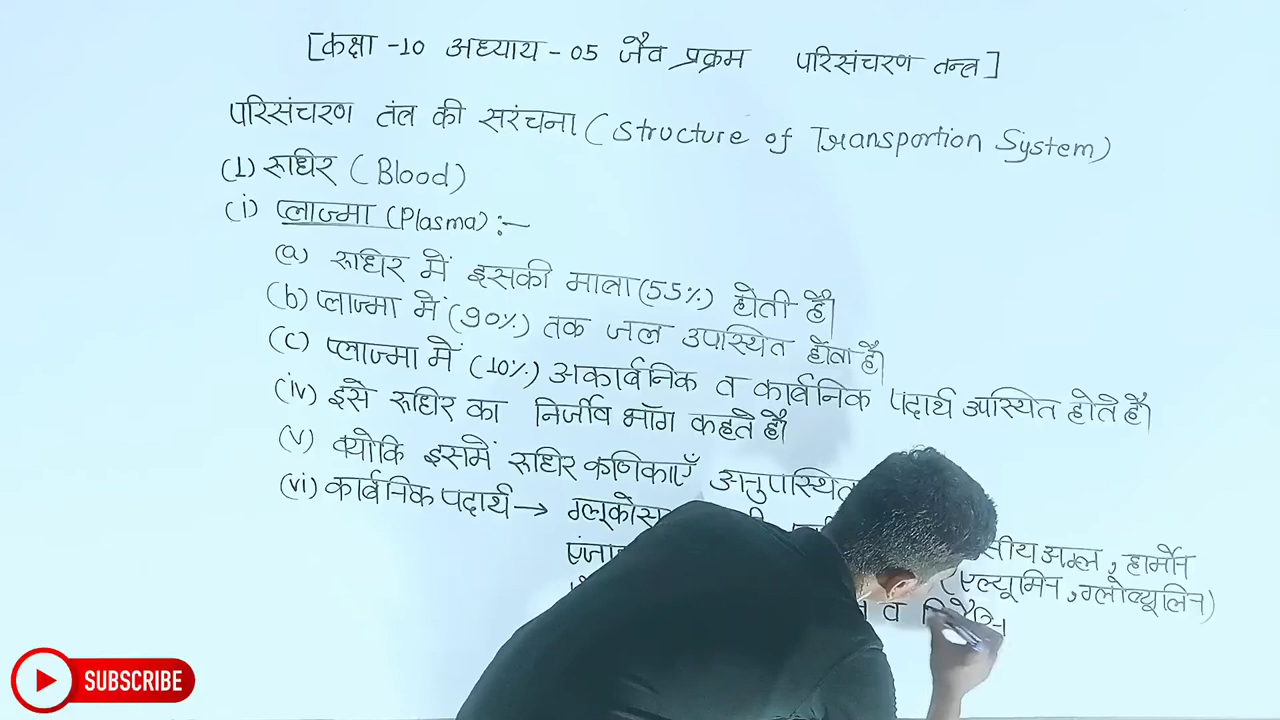 [कक्षा -10 अध्याय - 05 जैव प्रक्रम परिसंचरण तन्त्र]
परिसंचरण तंत्र की सरंचना (Structure of Transportion System)
(1) रूधिर (Blood)
(i) प्लाज्मा (Plasma) :-
(a) रूधिर में इसकी मात्रा (55%) होती है।
(b) प्लाज्मा में (90%) तक जल उपस्थित होता है।
(c) प्लाज्मा में (10%) अकार्बनिक व कार्बनिक पदार्थ उपस्थित होते है।
(iv) इसे रूधिर का निर्जीव भाग कहते है।
(v) क्योकि इसमें रूधिर कणिकाएँ अनुपस्थित
(vi) कार्बनिक पदार्थ → ग्लूकोस
अम्ल, हार्मोन
(एल्यूमिन, ग्लोब्यूलिन)
व
SUBSCRIBE